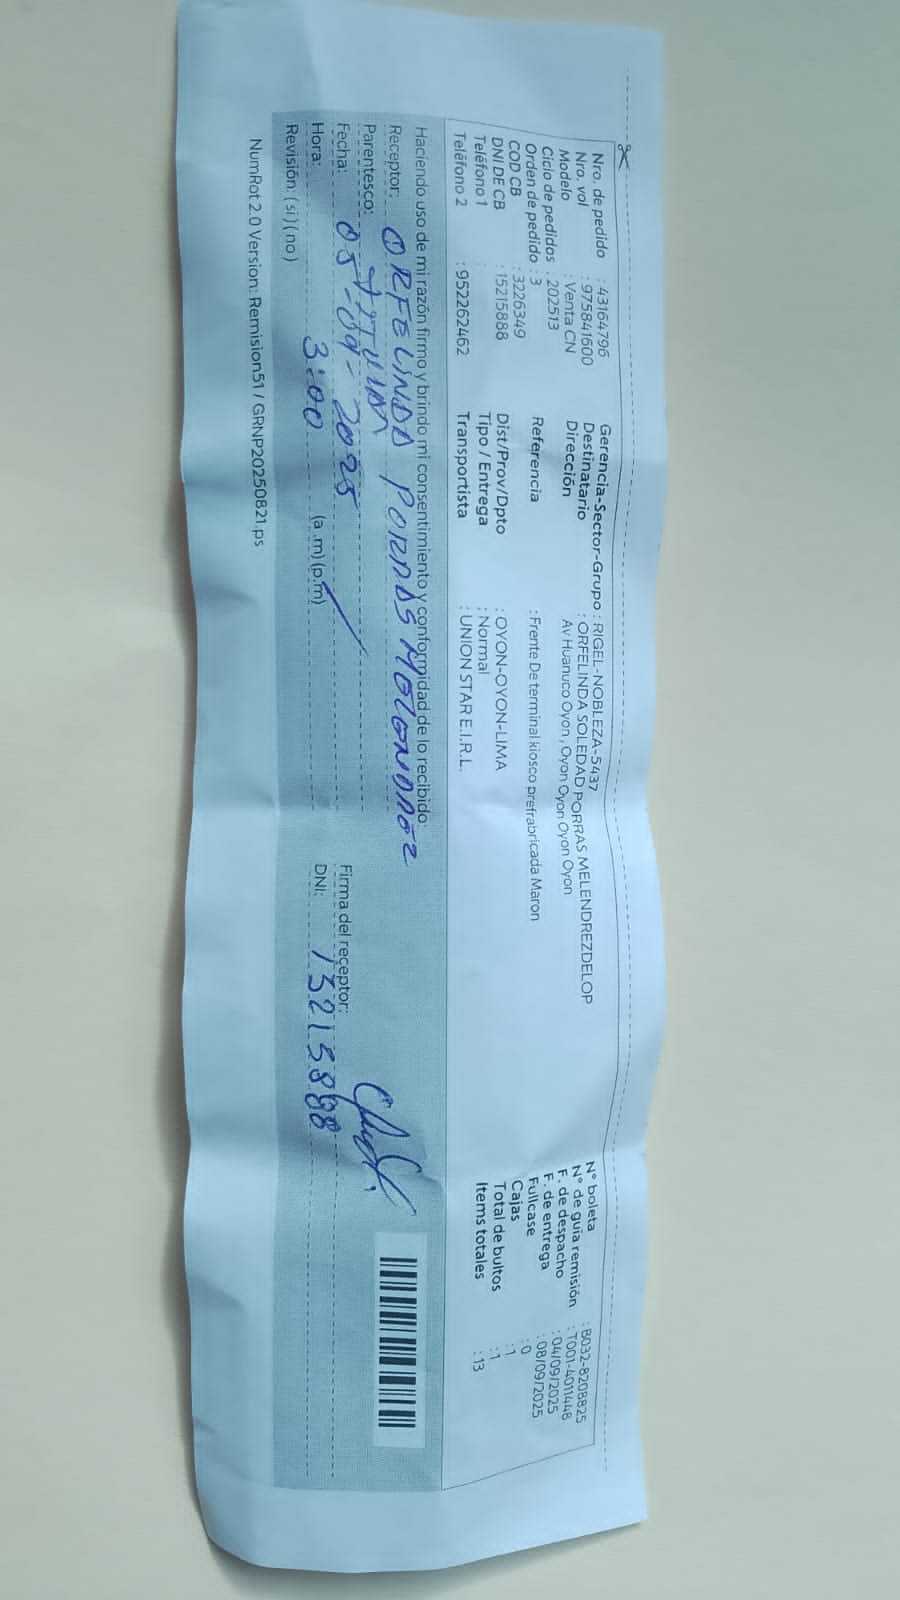 Nro. de pedido : 43164796
Nro. vol : 975841600
Modelo : Venta CN
Ciclo de pedidos : 202513
Orden de pedido : 3
COD CB : 3226349
DNI DE CB : 15215888
Teléfono 1
Teléfono 2 : 952262462
Gerencia-Sector-Grupo : RIGEL-NOBLEZA-5437
Destinatario : ORFELINDA SOLEDAD PORRAS MELENDREZDELOP
Dirección Av Huanuco Oyon , Oyon Oyon Oyon Oyon
Referencia :Frente De terminal kiosco prefrabricada Maron
Dist/Prov/Dpto : OYON-OYON-LIMA
Tipo / Entrega : Normal
Transportista : UNION STAR E.I.R.L.
N° boleta : B032-8208825
N° de guia remisión : T001-4011448
F. de despacho : 04/09/2025
F. de entrega : 08/09/2025
Fullcase : 0
Cajas : 1
Total de bultos : 1
Items totales : 13
Haciendo uso de mi razón firmo y brindo mi consentimiento y conformidad de lo recibido:
Receptor: ORFELINDA PORRAS
Parentesco:
Fecha: 05-09-2025
Hora: 3:00 (a.m)(p.m)
Revisión: (si) (no)
Firma del receptor:
DNI: 15215888
NumRot 2.0 Version: Remision51 / GRNP20250821.ps